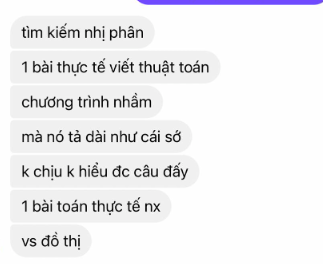 tìm kiếm nhị phân
1 bài thực tế viết thuật toán
chương trình nhầm
mà nó tả dài như cái sớ
k chịu k hiểu đc câu đấy
1 bài toán thực tế nx
vs đồ thị